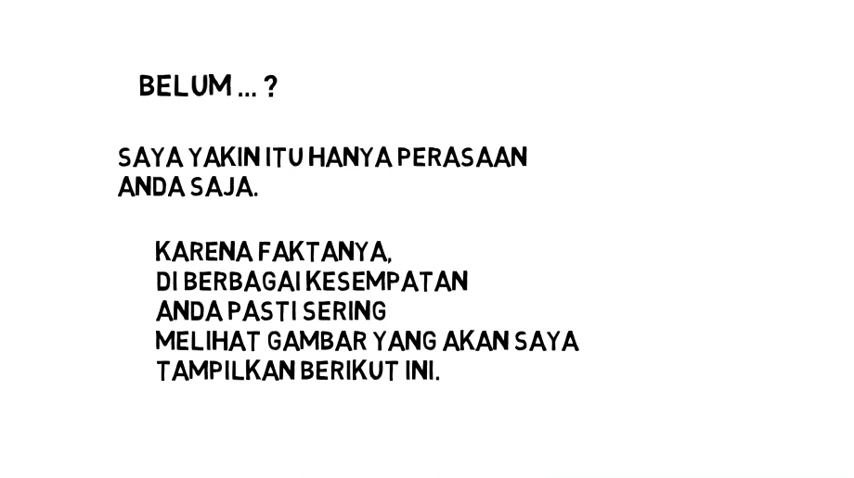 BELUM ... ?
SAYA YAKIN ITU HANYA PERASAAN
ANDA SAJA.
KARENA FAKTANYA,
DI BERBAGAI KESEMPATAN
ANDA PASTI SERING
MELIHAT GAMBAR YANG AKAN SAYA
TAMPILKAN BERIKUT INI.